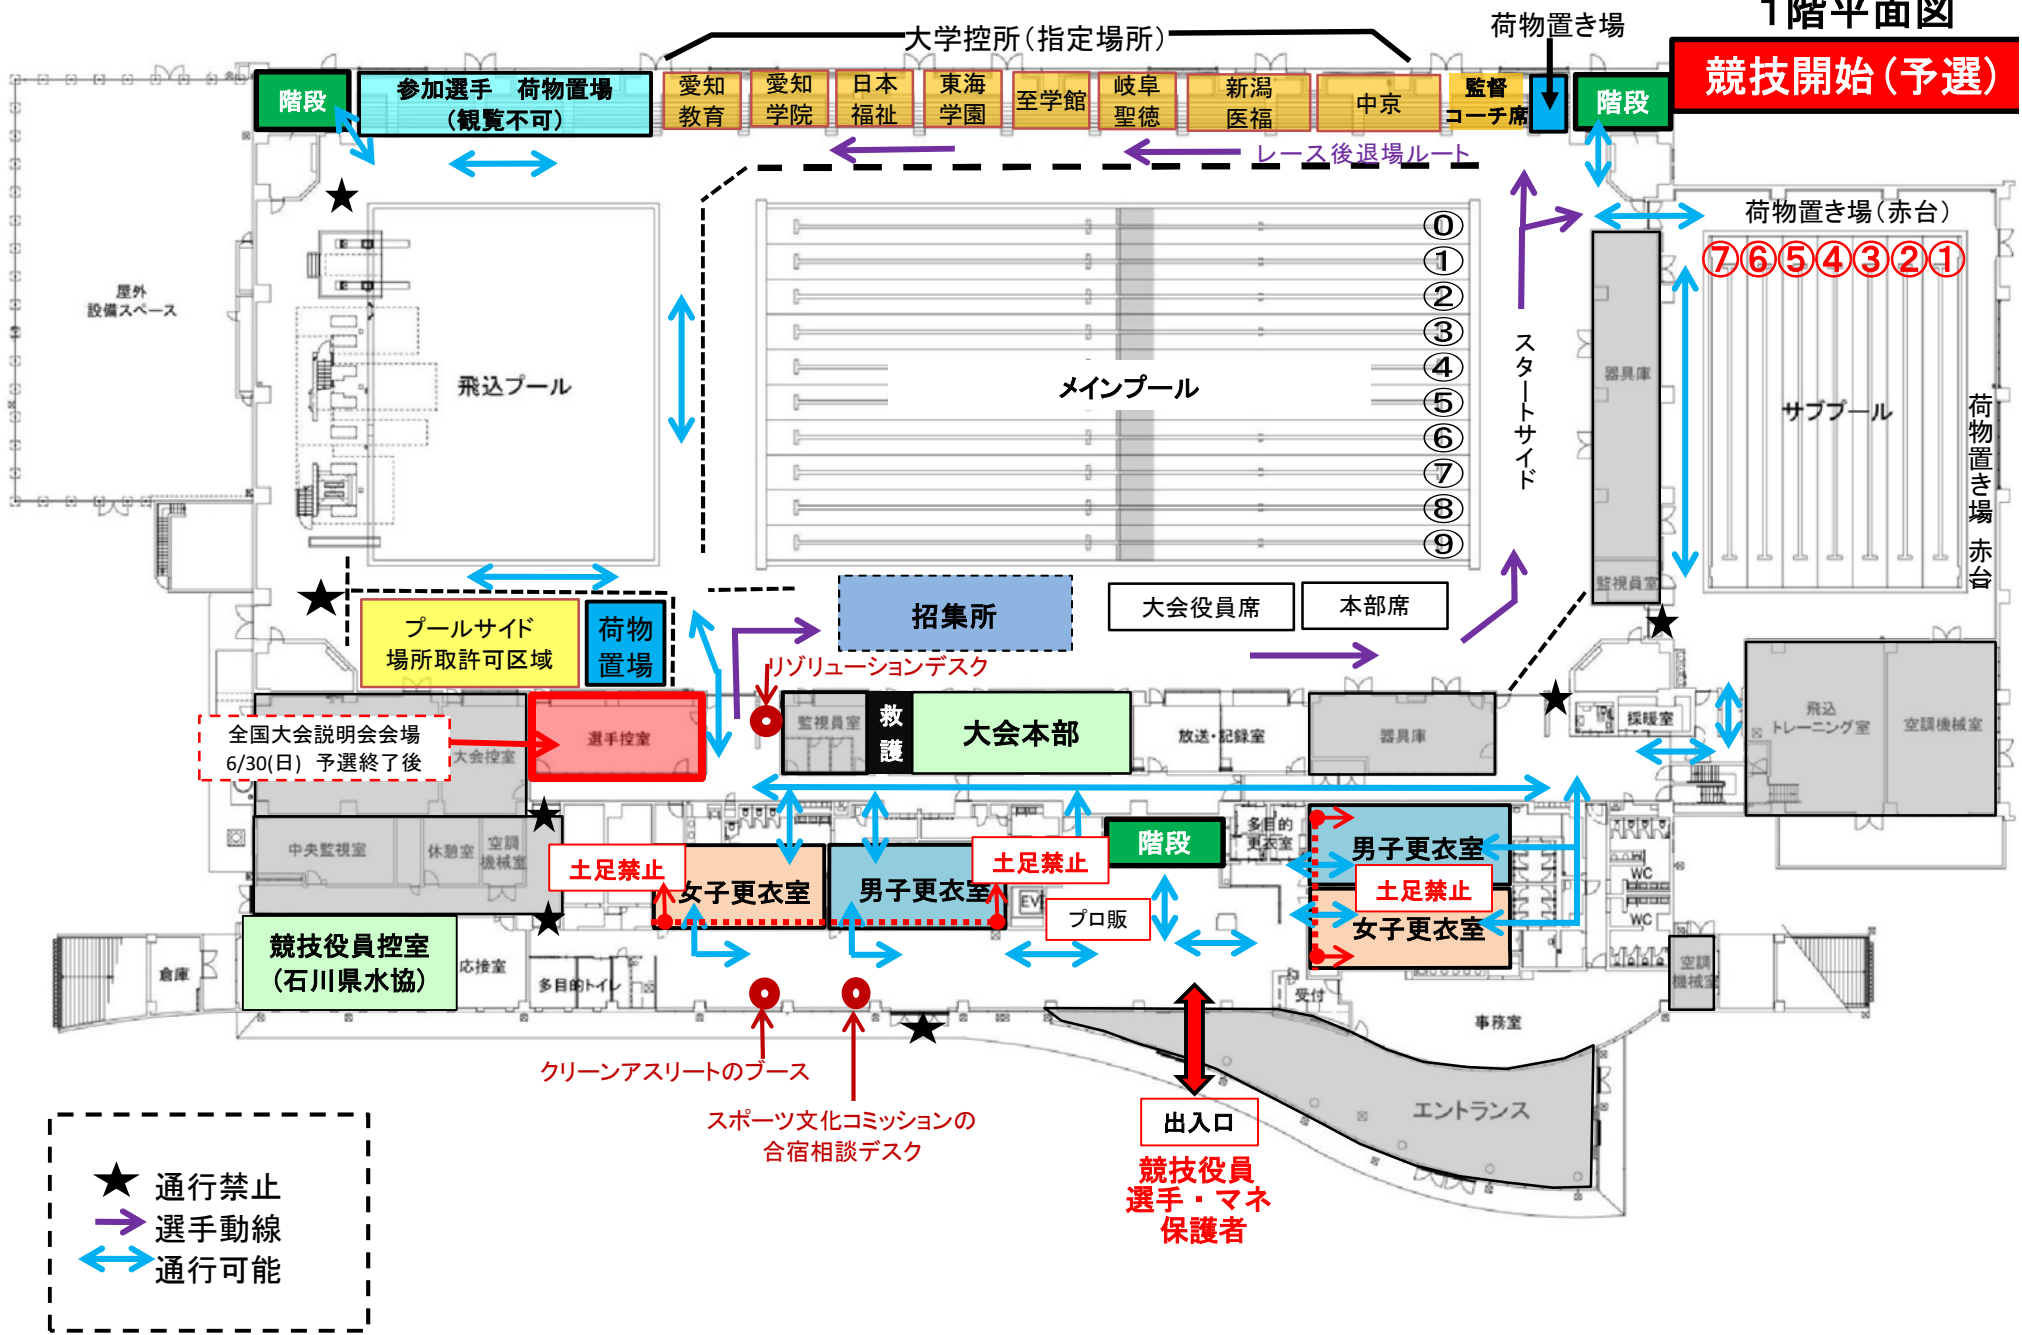 1階平面図
競技開始(予選)
荷物置き場
大学控所(指定場所)
階段
参加選手 荷物置場
(観覧不可)
愛知
教育
愛知
学院
日本
福祉
東海
学園
至学館
岐阜
聖徳
新潟
医福
中京
監督
コーチ席
階段
レース後退場ルート
荷物置き場(赤台)
⑦⑥⑤④③②①
⓪
①
②
③
④
⑤
⑥
⑦
⑧
⑨
屋外
設備スペース
飛込プール
メインプール
スタートサイド
器具庫
サブプール
荷物置き場 赤台
監視員室
プールサイド
場所取許可区域
荷物
置場
招集所
大会役員席
本部席
リゾリューションデスク
全国大会説明会会場
6/30(日) 予選終了後
大会控室
選手控室
監視員室
救護
大会本部
放送・記録室
器具庫
採暖室
飛込
トレーニング室
空調機械室
中央監視室
休憩室
空調
機械室
土足禁止
女子更衣室
男子更衣室
土足禁止
階段
多目的
更衣室
男子更衣室
土足禁止
女子更衣室
WC
WC
EV
プロ販
競技役員控室
(石川県水協)
応接室
多目的トイレ
倉庫
受付
事務室
空調
機械室
クリーンアスリートのブース
スポーツ文化コミッションの
合宿相談デスク
エントランス
出入口
競技役員
選手・マネ
保護者
★ 通行禁止
選手動線
通行可能